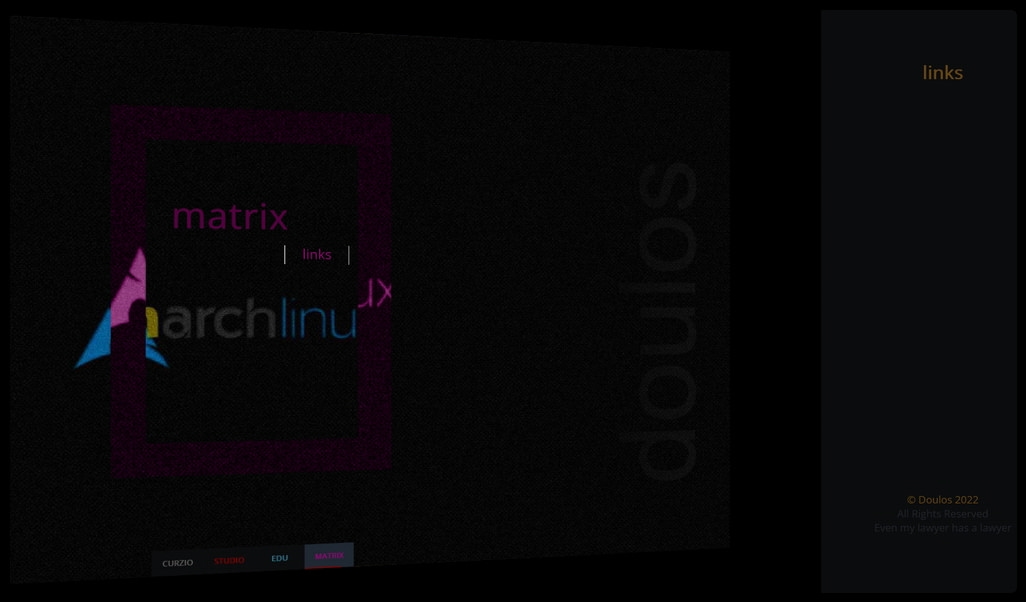 matrix
links
archlinux
doulos
CURZIO STUDIO EDU MATRIX
links
© Doulos 2022
All Rights Reserved
Even my lawyer has a lawyer